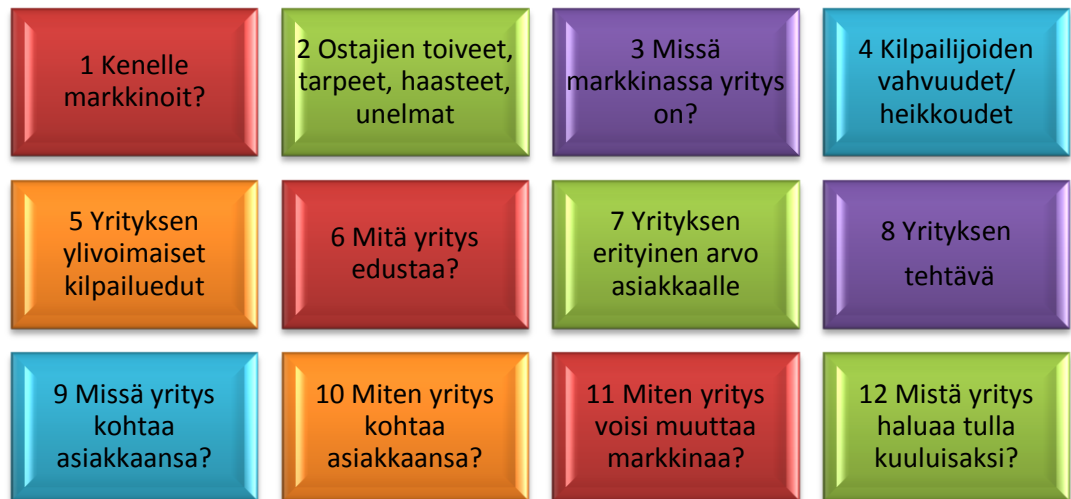 1 Kenelle
markkinoit?
2 Ostajien toiveet,
tarpeet, haasteet,
unelmat
3 Missä
markkinassa yritys
on?
4 Kilpailijoiden
vahvuudet/
heikkoudet
5 Yrityksen
ylivoimaiset
kilpailuedut
6 Mitä yritys
edustaa?
7 Yrityksen
erityinen arvo
asiakkaalle
8 Yrityksen
tehtävä
9 Missä yritys
kohtaa
asiakkaansa?
10 Miten yritys
kohtaa
asiakkaansa?
11 Miten yritys
voisi muuttaa
markkinaa?
12 Mistä yritys
haluaa tulla
kuuluisaksi?